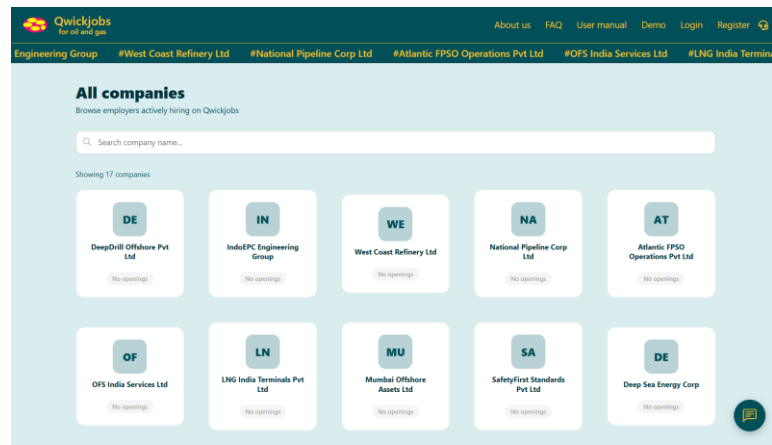 Qwickjobs
for oil and gas
About us FAQ User manual Demo Login Register
Engineering Group #West Coast Refinery Ltd #National Pipeline Corp Ltd #Atlantic FPSO Operations Pvt Ltd #OFS India Services Ltd #LNG India Termina
All companies
Browse employers actively hiring on Qwickjobs
Search company name...
Showing 17 companies
DE
DeepDrill Offshore Pvt
Ltd
No openings
IN
IndoEPC Engineering
Group
No openings
WE
West Coast Refinery Ltd
No openings
NA
National Pipeline Corp
Ltd
No openings
AT
Atlantic FPSO
Operations Pvt Ltd
No openings
OF
OFS India Services Ltd
No openings
LN
LNG India Terminals Pvt
Ltd
No openings
MU
Mumbai Offshore
Assets Ltd
No openings
SA
SafetyFirst Standards
Pvt Ltd
No openings
DE
Deep Sea Energy Corp
No openings